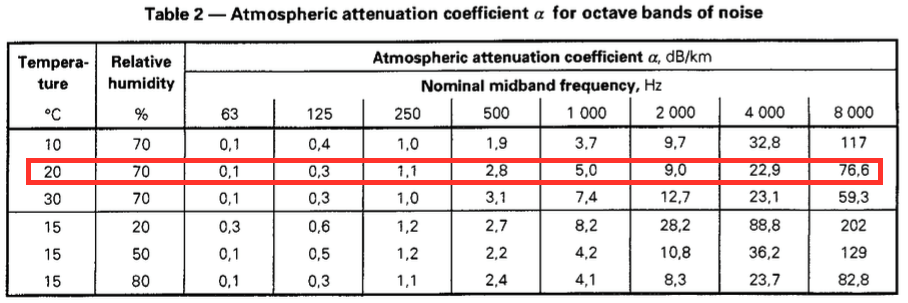 Table 2 — Atmospheric attenuation coefficient α for octave bands of noise
Tempera-ture Relative humidity Atmospheric attenuation coefficient α, dB/km
Nominal midband frequency, Hz
°C % 63 125 250 500 1 000 2 000 4 000 8 000
10 70 0,1 0,4 1,0 1,9 3,7 9,7 32,8 117
20 70 0,1 0,3 1,1 2,8 5,0 9,0 22,9 76,6
30 70 0,1 0,3 1,0 3,1 7,4 12,7 23,1 59,3
15 20 0,3 0,6 1,2 2,7 8,2 28,2 88,8 202
15 50 0,1 0,5 1,2 2,2 4,2 10,8 36,2 129
15 80 0,1 0,3 1,1 2,4 4,1 8,3 23,7 82,8